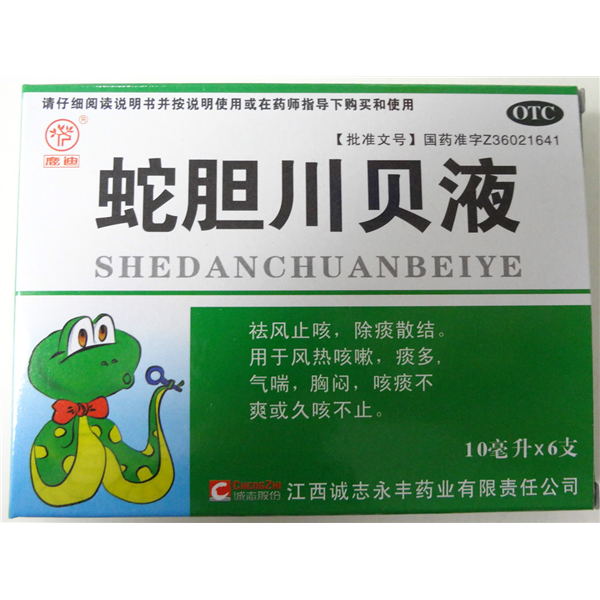 请仔细阅读说明书并按说明使用或在药师指导下购买和使用
OTC
®
鹿迪
【批准文号】国药准字Z36021641
蛇胆川贝液
SHEDANCHUANBEIYE
祛风止咳，除痰散结。
用于风热咳嗽，痰多，
气喘，胸闷，咳痰不
爽或久咳不止。
10毫升x6支
CHENGZHI
诚志股份
江西诚志永丰药业有限责任公司